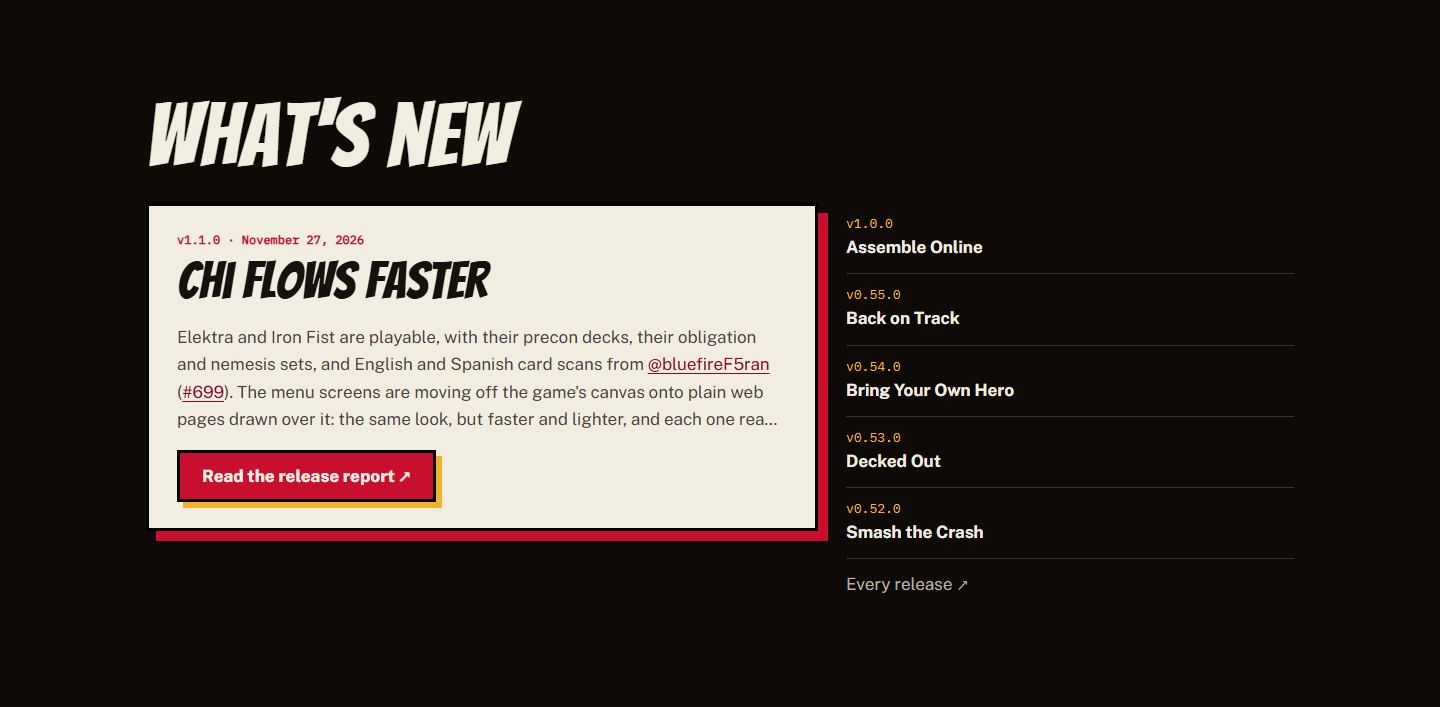 WHAT'S NEW
v1.1.0 · November 27, 2026
CHI FLOWS FASTER
Elektra and Iron Fist are playable, with their precon decks, their obligation
and nemesis sets, and English and Spanish card scans from @bluefireF5ran
(#699). The menu screens are moving off the game's canvas onto plain web
pages drawn over it: the same look, but faster and lighter, and each one rea…
Read the release report ↗
v1.0.0
Assemble Online
v0.55.0
Back on Track
v0.54.0
Bring Your Own Hero
v0.53.0
Decked Out
v0.52.0
Smash the Crash
Every release ↗